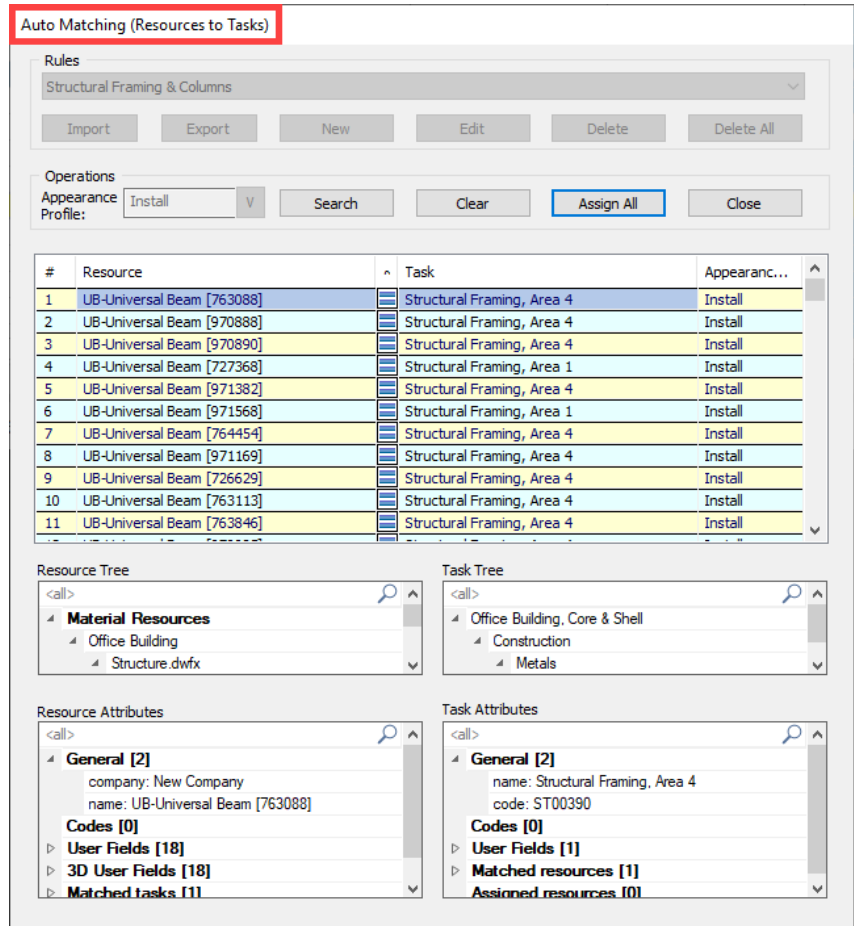 Auto Matching (Resources to Tasks)
Rules
Structural Framing & Columns
Import Export New Edit Delete Delete All
Operations
Appearance Profile: Install V Search Clear Assign All Close
# Resource Task Appearanc...
1 UB-Universal Beam [763088] Structural Framing, Area 4 Install
2 UB-Universal Beam [970888] Structural Framing, Area 4 Install
3 UB-Universal Beam [970890] Structural Framing, Area 4 Install
4 UB-Universal Beam [727368] Structural Framing, Area 1 Install
5 UB-Universal Beam [971382] Structural Framing, Area 4 Install
6 UB-Universal Beam [971568] Structural Framing, Area 1 Install
7 UB-Universal Beam [764454] Structural Framing, Area 4 Install
8 UB-Universal Beam [971169] Structural Framing, Area 4 Install
9 UB-Universal Beam [726629] Structural Framing, Area 4 Install
10 UB-Universal Beam [763113] Structural Framing, Area 4 Install
11 UB-Universal Beam [763846] Structural Framing, Area 4 Install
Resource Tree
<all>
Material Resources
Office Building
Structure.dwfx
Task Tree
<all>
Office Building, Core & Shell
Construction
Metals
Resource Attributes
<all>
General [2]
company: New Company
name: UB-Universal Beam [763088]
Codes [0]
User Fields [18]
3D User Fields [18]
Matched tasks [1]
Task Attributes
<all>
General [2]
name: Structural Framing, Area 4
code: ST00390
Codes [0]
User Fields [1]
Matched resources [1]
Assigned resources [0]